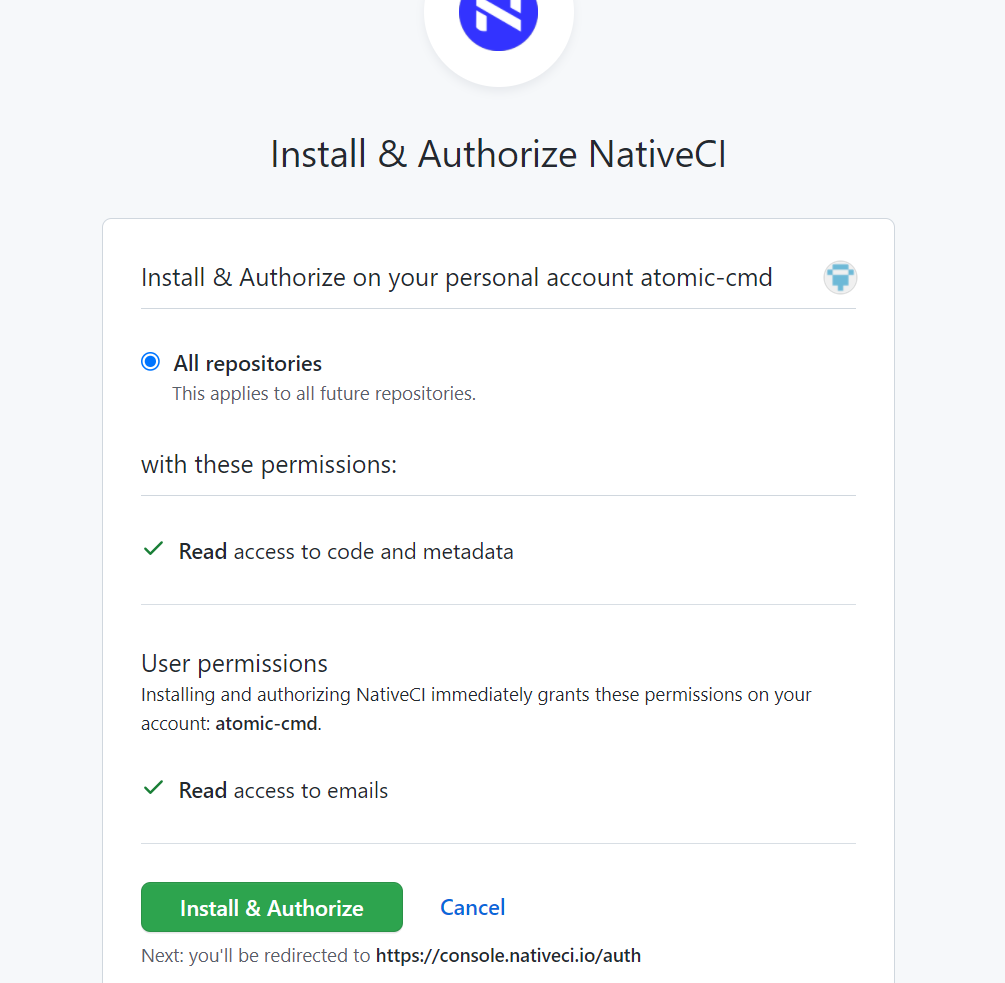 Install & Authorize NativeCI
Install & Authorize on your personal account atomic-cmd
All repositories
This applies to all future repositories.
with these permissions:
Read access to code and metadata
User permissions
Installing and authorizing NativeCI immediately grants these permissions on your
account: atomic-cmd.
Read access to emails
Install & Authorize
Cancel
Next: you'll be redirected to https://console.nativeci.io/auth